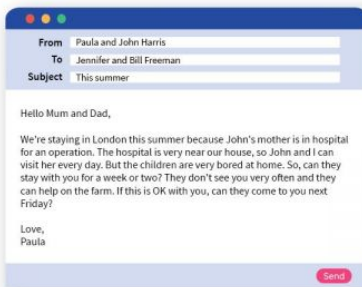 From Paula and John Harris
To Jennifer and Bill Freeman
Subject This summer
Hello Mum and Dad,
We're staying in London this summer because John's mother is in hospital
for an operation. The hospital is very near our house, so John and I can
visit her every day. But the children are very bored at home. So, can they
stay with you for a week or two? They don't see you very often and they
can help on the farm. If this is OK with you, can they come to you next
Friday?
Love,
Paula
Send